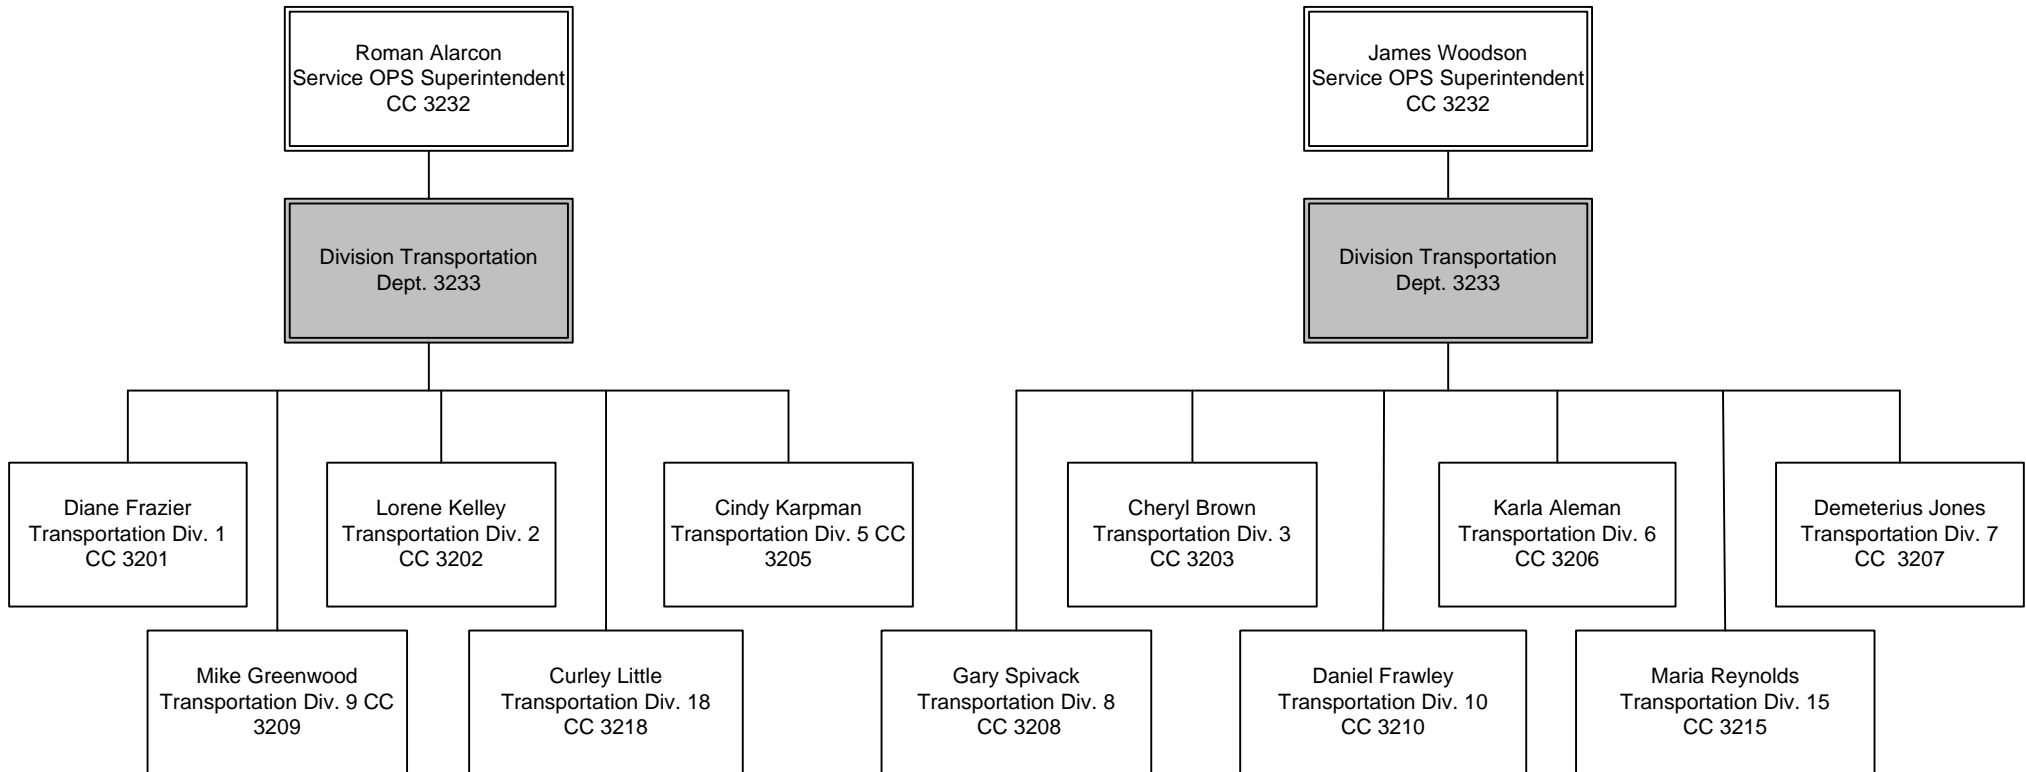 Roman Alarcon
Service OPS Superintendent
CC 3232
James Woodson
Service OPS Superintendent
CC 3232
Division Transportation
Dept. 3233
Division Transportation
Dept. 3233
Diane Frazier
Transportation Div. 1
CC 3201
Lorene Kelley
Transportation Div. 2
CC 3202
Cindy Karpman
Transportation Div. 5 CC
3205
Cheryl Brown
Transportation Div. 3
CC 3203
Karla Aleman
Transportation Div. 6
CC 3206
Demeterius Jones
Transportation Div. 7
CC  3207
Mike Greenwood
Transportation Div. 9 CC
3209
Curley Little
Transportation Div. 18
CC 3218
Gary Spivack
Transportation Div. 8
CC 3208
Daniel Frawley
Transportation Div. 10
CC 3210
Maria Reynolds
Transportation Div. 15
CC 3215